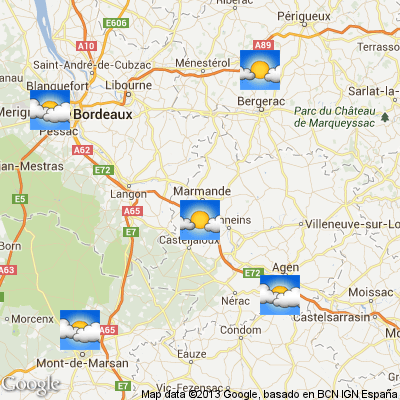 E606
Ribérac
Périgueux
A10
A89
Saint-André-de-Cubzac
Ménestérol
Terrasson
Blanquefort
Libourne
Sarlat-la-
Bergerac
Mérign
Bordeaux
Parc du Château
de Marqueyssac
Pessac
A62
an-Mestras
E72
Langon
Marmande
E5
A65
nneins
Villeneuve-sur-Lo
E7
Born
Casteljaloux
A63
E72
Agen
Moissac
Nérac
Morcenx
A65
Castelsarrasin
Condom
Mont-de-Marsan
Eauze
E7
Vic-Fezensac
Google
Map data ©2013 Google, basado en BCN IGN España